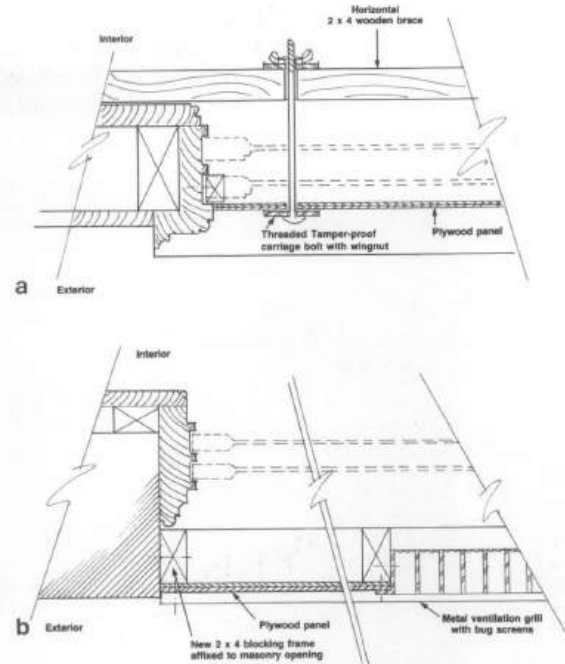 Horizontal
2 x 4 wooden brace
Interior
Threaded Tamper-proof
carriage bolt with wingnut
Plywood panel
a
Exterior
Interior
Plywood panel
Metal ventilation grill
with bug screens
b
Exterior
New 2 x 4 blocking frame
affixed to masonry opening